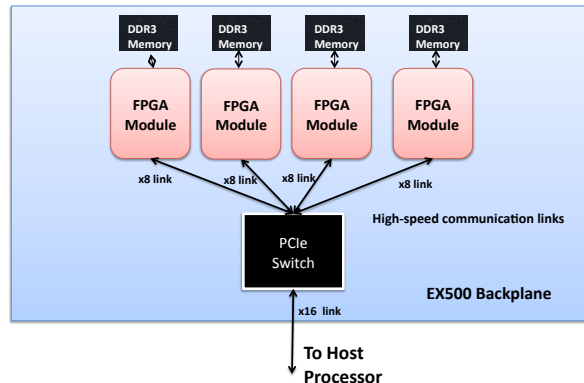 DDR3
Memory
DDR3
Memory
DDR3
Memory
DDR3
Memory
FPGA
Module
FPGA
Module
FPGA
Module
FPGA
Module
x8 link
x8 link
x8 link
x8 link
High-speed communication links
PCIe
Switch
EX500 Backplane
x16 link
To Host
Processor